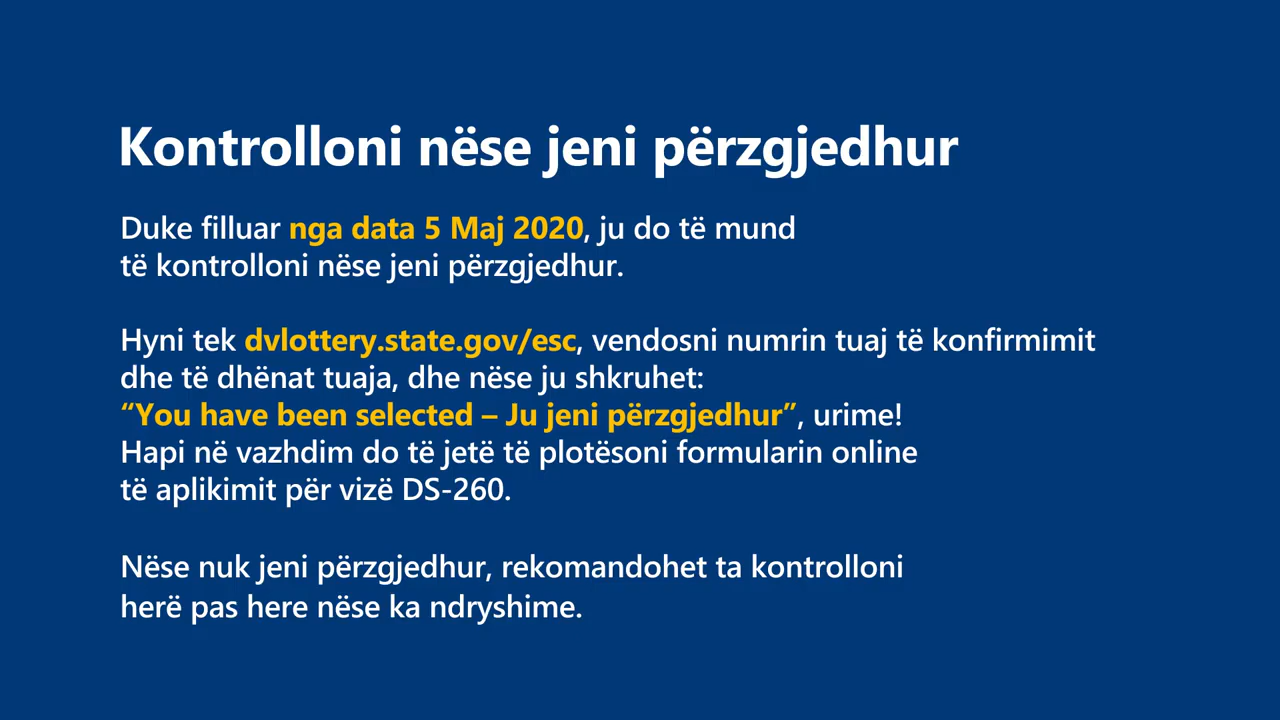 Kontrolloni nëse jeni përzgjedhur
Duke filluar nga data 5 Maj 2020, ju do të mund
të kontrolloni nëse jeni përzgjedhur.
Hyni tek dvlottery.state.gov/esc, vendosni numrin tuaj të konfirmimit
dhe të dhënat tuaja, dhe nëse ju shkruhet:
“You have been selected – Ju jeni përzgjedhur”, urime!
Hapi në vazhdim do të jetë të plotësoni formularin online
të aplikimit për vizë DS-260.
Nëse nuk jeni përzgjedhur, rekomandohet ta kontrolloni
herë pas here nëse ka ndryshime.